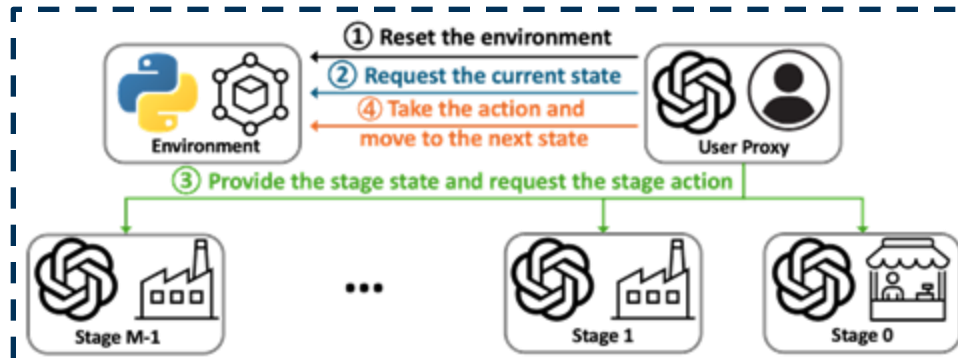 ① Reset the environment
② Request the current state
④ Take the action and
move to the next state
Environment
User Proxy
③ Provide the stage state and request the stage action
...
Stage M-1
Stage 1
Stage 0